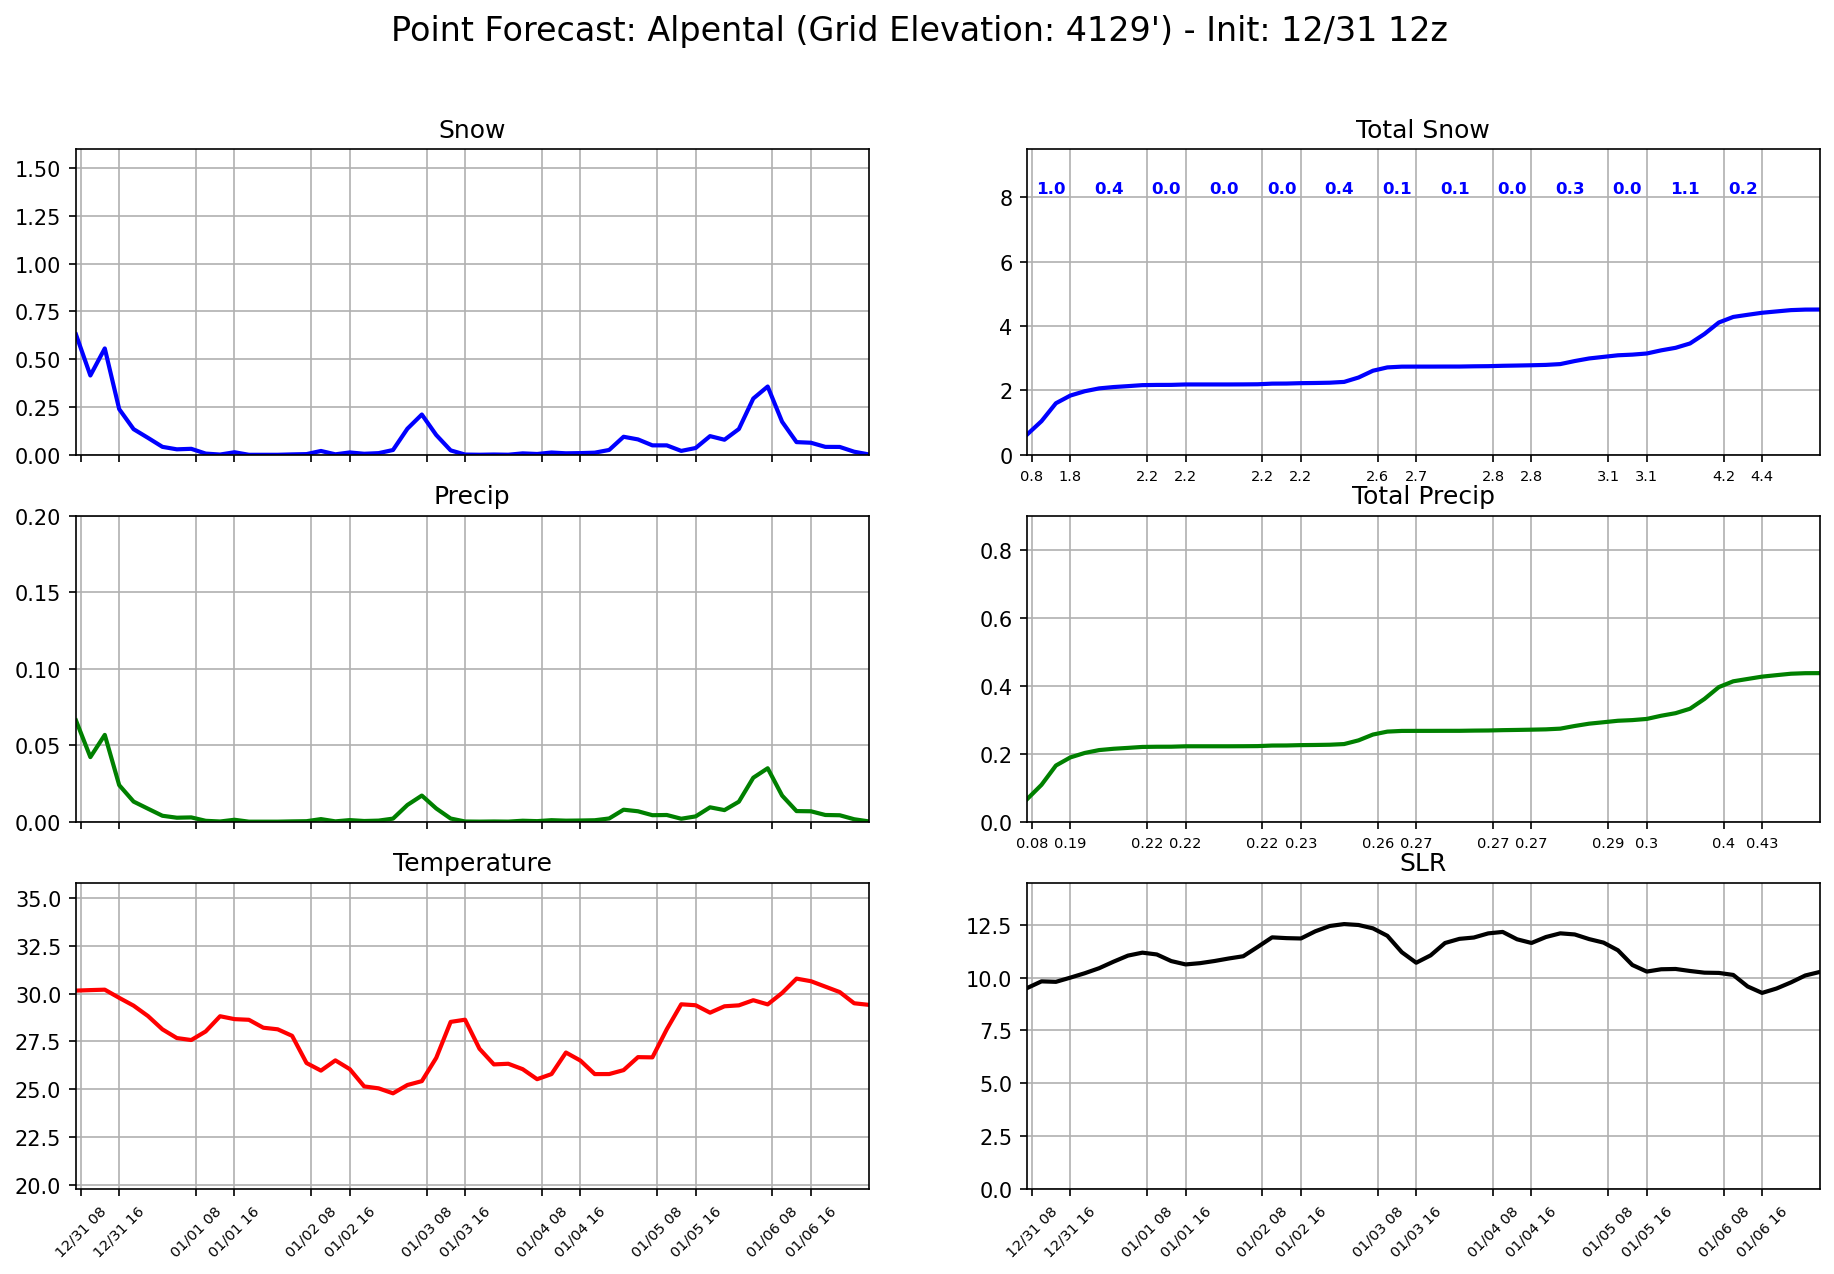 Point Forecast: Alpental (Grid Elevation: 4129') - Init: 12/31 12z
Snow
1.50
1.25
1.00
0.75
0.50
0.25
0.00
Total Snow
1.0 0.4 0.0 0.0 0.0 0.4 0.1 0.1 0.0 0.3 0.0 1.1 0.2
8
6
4
2
0
0.8 1.8 2.2 2.2 2.2 2.2 2.6 2.7 2.8 2.8 3.1 3.1 4.2 4.4
Precip
0.20
0.15
0.10
0.05
0.00
Total Precip
0.8
0.6
0.4
0.2
0.0
0.08 0.19 0.22 0.22 0.22 0.23 0.26 0.27 0.27 0.27 0.29 0.3 0.4 0.43
Temperature
35.0
32.5
30.0
27.5
25.0
22.5
20.0
12/31 08 12/31 16 01/01 08 01/01 16 01/02 08 01/02 16 01/03 08 01/03 16 01/04 08 01/04 16 01/05 08 01/05 16 01/06 08 01/06 16
SLR
12.5
10.0
7.5
5.0
2.5
0.0
12/31 08 12/31 16 01/01 08 01/01 16 01/02 08 01/02 16 01/03 08 01/03 16 01/04 08 01/04 16 01/05 08 01/05 16 01/06 08 01/06 16